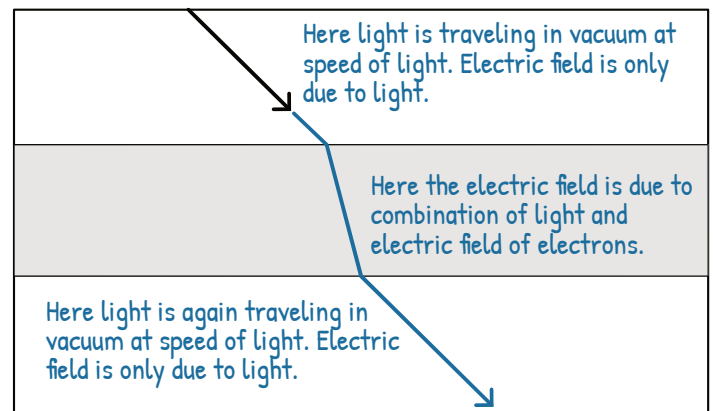 Here light is traveling in vacuum at
speed of light. Electric field is only
due to light.
Here the electric field is due to
combination of light and
electric field of electrons.
Here light is again traveling in
vacuum at speed of light. Electric
field is only due to light.